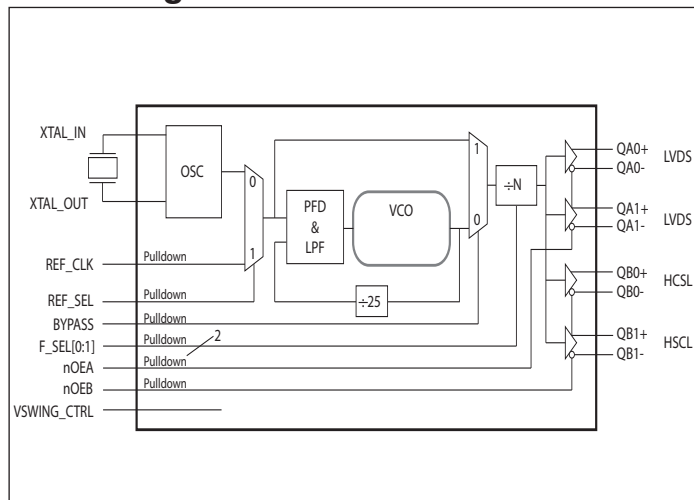 XTAL_IN
OSC
XTAL_OUT
0
1
PFD
&
LPF
VCO
1
0
÷N
÷25
REF_CLK
Pulldown
REF_SEL
Pulldown
BYPASS
Pulldown
F_SEL[0:1]
Pulldown
2
nOEA
Pulldown
nOEB
Pulldown
VSWING_CTRL
QA0+
QA0-
LVDS
QA1+
QA1-
LVDS
QB0+
QB0-
HCSL
QB1+
QB1-
HSCL